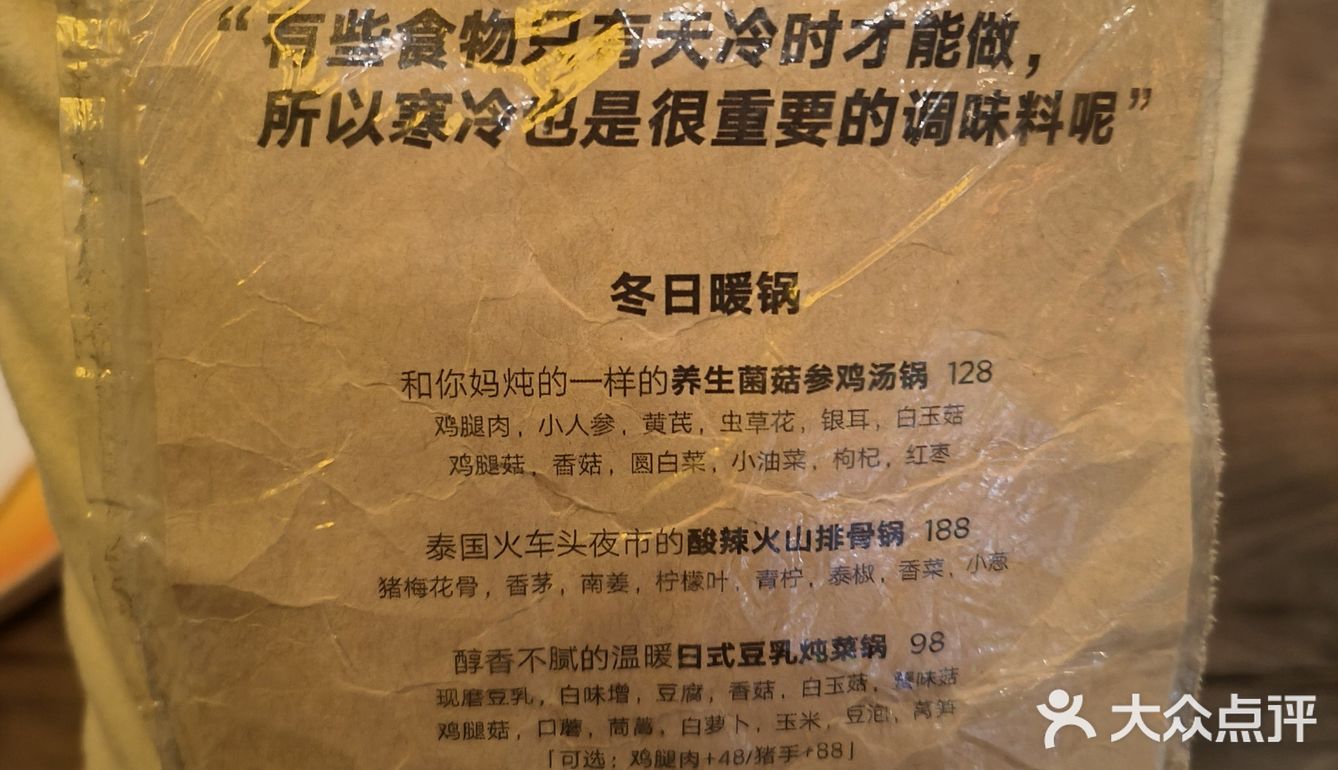 “有些食物只有天冷时才能做，
所以寒冷也是很重要的调味料呢”
冬日暖锅
和你妈炖的一样的养生菌菇参鸡汤锅 128
鸡腿肉，小人参，黄芪，虫草花，银耳，白玉菇
鸡腿菇，香菇，圆白菜，小油菜，枸杞，红枣
泰国火车头夜市的酸辣火山排骨锅 188
猪梅花骨，香茅，南姜，柠檬叶，青柠，泰椒，香菜，小葱
醇香不腻的温暖日式豆乳炖菜锅 98
现磨豆乳，白味增，豆腐，香菇，白玉菇，蟹味菇
鸡腿菇，口蘑，茼蒿，白萝卜，玉米，豆泡，莴笋
「可选：鸡腿肉+48/猪手+88」
大众点评